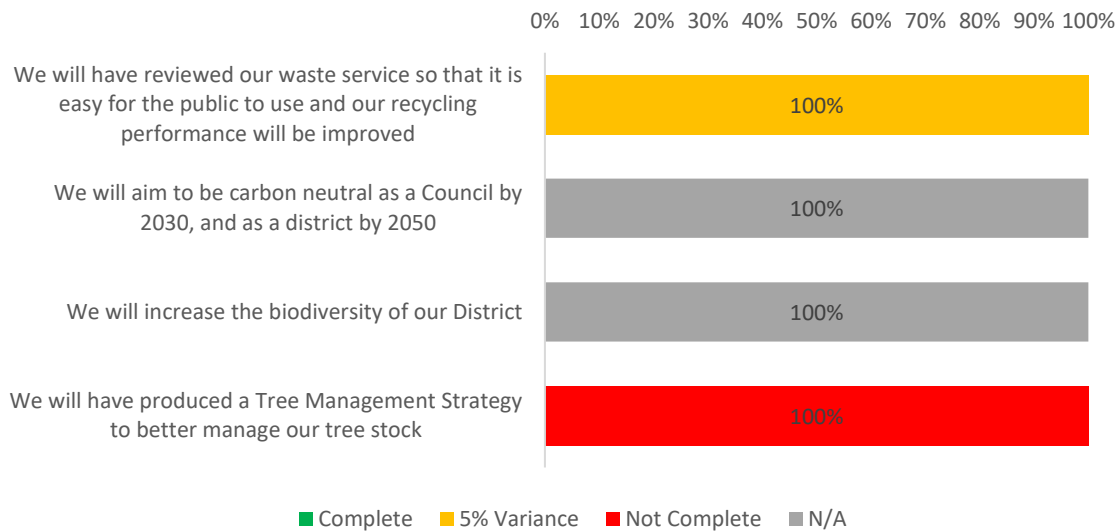 0% 10% 20% 30% 40% 50% 60% 70% 80% 90% 100%
We will have reviewed our waste service so that it is
easy for the public to use and our recycling
performance will be improved
100%
We will aim to be carbon neutral as a Council by
2030, and as a district by 2050
100%
We will increase the biodiversity of our District
100%
We will have produced a Tree Management Strategy
to better manage our tree stock
100%
Complete 5% Variance Not Complete N/A